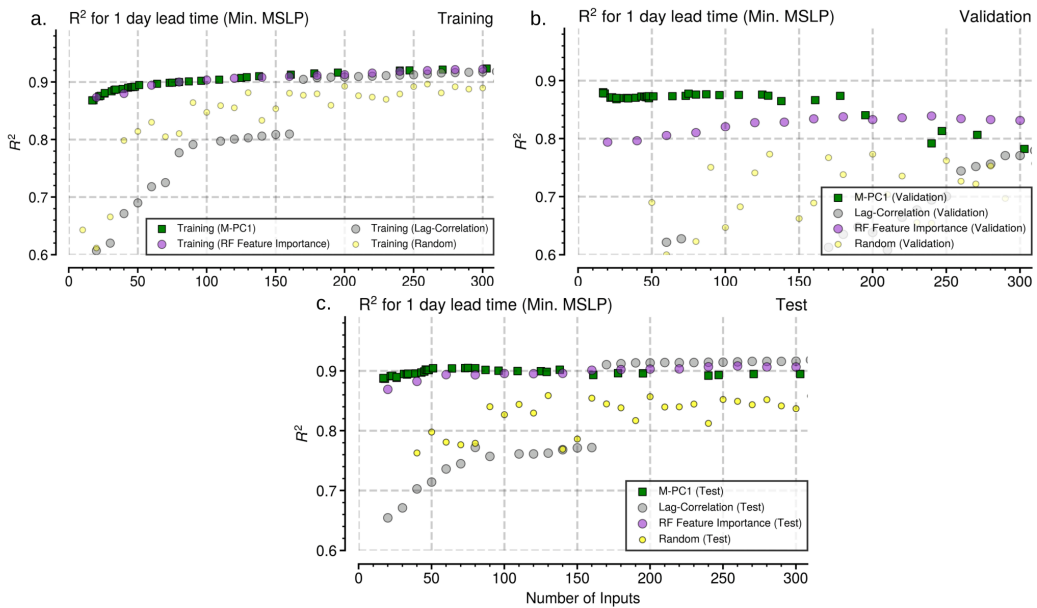 a. R² for 1 day lead time (Min. MSLP) Training
R²
0.9
0.8
0.7
0.6
Training (M-PC1) Training (Lag-Correlation)
Training (RF Feature Importance) Training (Random)
0 50 100 150 200 250 300
b. R² for 1 day lead time (Min. MSLP) Validation
R²
1.0
0.9
0.8
0.7
0.6
M-PC1 (Validation)
Lag-Correlation (Validation)
RF Feature Importance (Validation)
Random (Validation)
0 50 100 150 200 250 300
c. R² for 1 day lead time (Min. MSLP) Test
R²
0.9
0.8
0.7
0.6
M-PC1 (Test)
Lag-Correlation (Test)
RF Feature Importance (Test)
Random (Test)
0 50 100 150 200 250 300
Number of Inputs